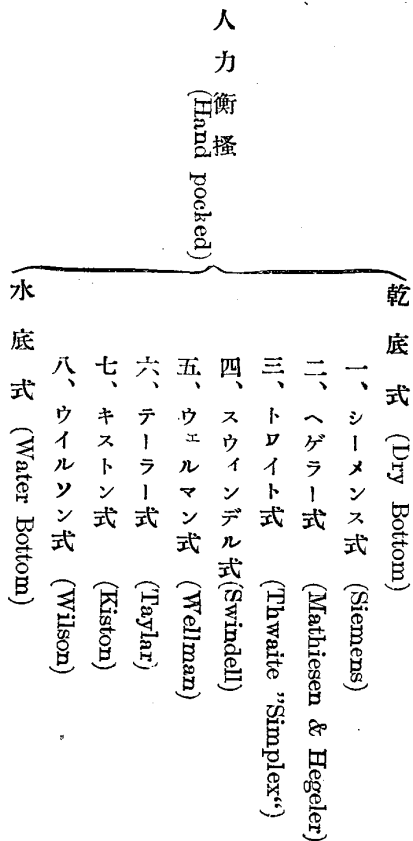 人力衝搔 (Hand pocked)
乾底式 (Dry Bottom)
一、シーメンス式 (Siemens)
二、ヘゲラー式 (Mathiesen & Hegeler)
三、トロイト式 (Thwaite ”Simplex“)
四、スウィンデル式 (Swindell)
五、ウェルマン式 (Wellman)
六、テーラー式 (Taylar)
七、キストン式 (Kiston)
八、ウイルソン式 (Wilson)
水底式 (Water Bottom)